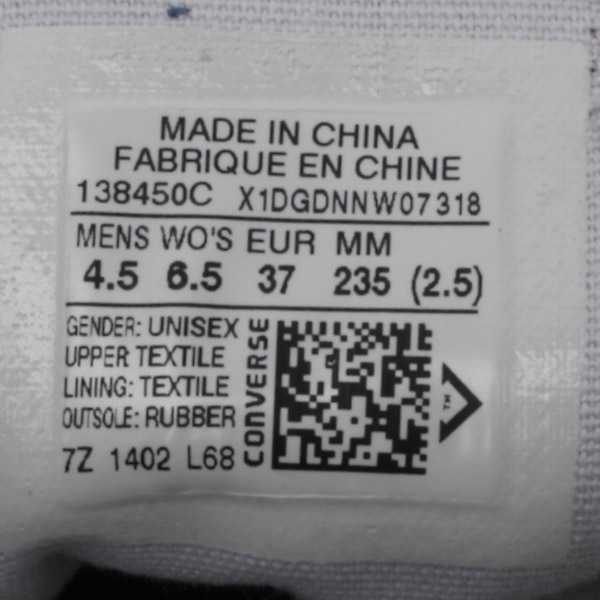 MADE IN CHINA
FABRIQUE EN CHINE
138450C X1DGDNNW07318
MENS WO'S EUR MM
4.5 6.5 37 235 (2.5)
GENDER: UNISEX
UPPER TEXTILE
LINING: TEXTILE
OUTSOLE: RUBBER
7Z 1402 L68
CONVERSE
TM